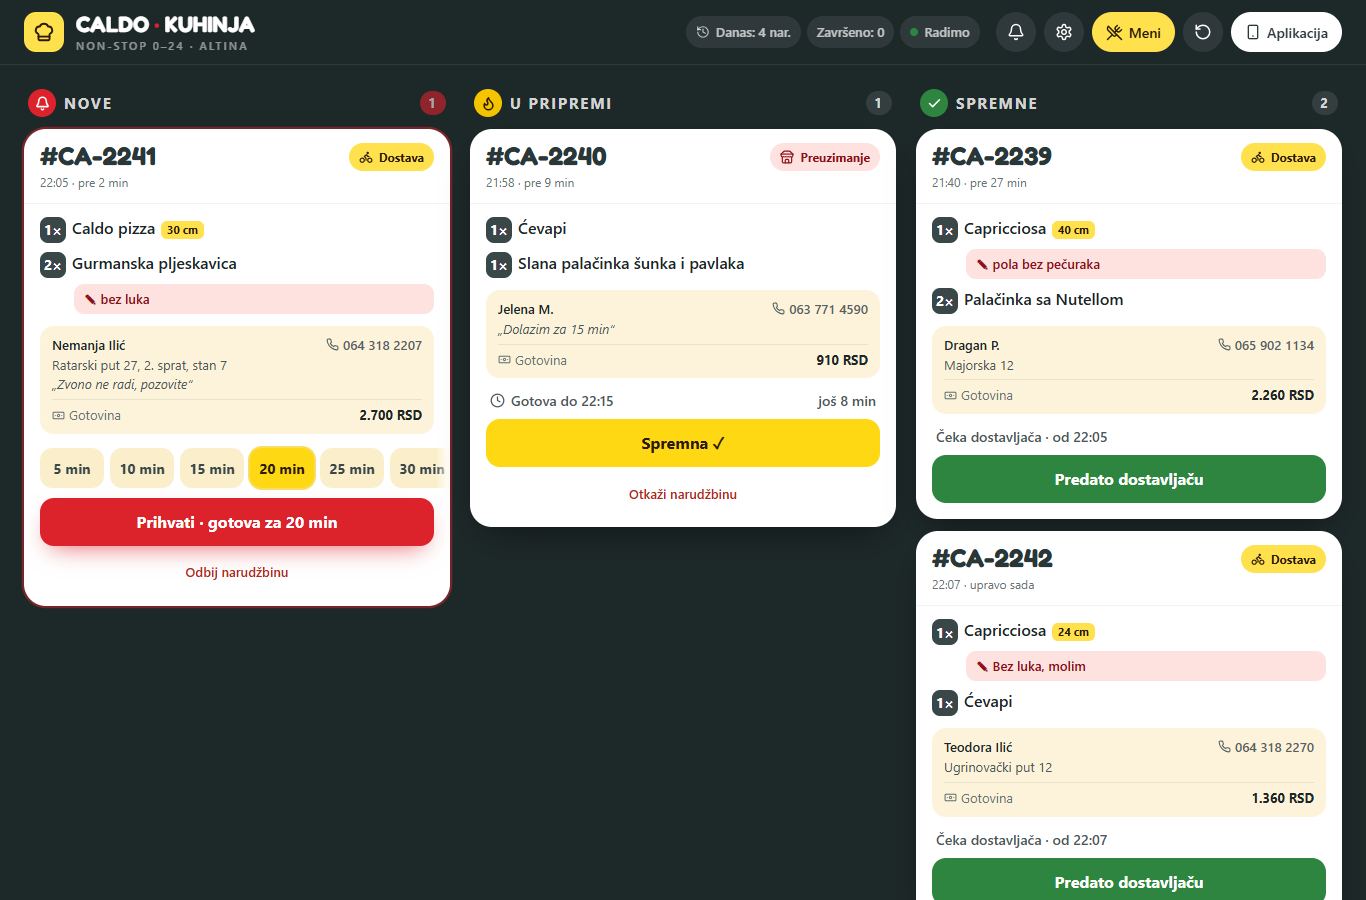 CALDO · KUHINJA
NON-STOP 0–24 · ALTINA
Danas: 4 nar.
Završeno: 0
Radimo
Meni
Aplikacija
NOVE
1
#CA-2241
Dostava
22:05 · pre 2 min
1× Caldo pizza 30 cm
2× Gurmanska pljeskavica
bez luka
Nemanja Ilić
064 318 2207
Ratarski put 27, 2. sprat, stan 7
„Zvono ne radi, pozovite“
Gotovina
2.700 RSD
5 min
10 min
15 min
20 min
25 min
30 min
Prihvati · gotova za 20 min
Odbij narudžbinu
U PRIPREMI
1
#CA-2240
Preuzimanje
21:58 · pre 9 min
1× Ćevapi
1× Slana palačinka šunka i pavlaka
Jelena M.
063 771 4590
„Dolazim za 15 min“
Gotovina
910 RSD
Gotova do 22:15
još 8 min
Spremna ✓
Otkaži narudžbinu
SPREMNE
2
#CA-2239
Dostava
21:40 · pre 27 min
1× Capricciosa 40 cm
pola bez pečuraka
2× Palačinka sa Nutellom
Dragan P.
065 902 1134
Majorska 12
Gotovina
2.260 RSD
Čeka dostavljača · od 22:05
Predato dostavljaču
#CA-2242
Dostava
22:07 · upravo sada
1× Capricciosa 24 cm
Bez luka, molim
1× Ćevapi
Teodora Ilić
064 318 2270
Ugrinovački put 12
Gotovina
1.360 RSD
Čeka dostavljača · od 22:07
Predato dostavljaču